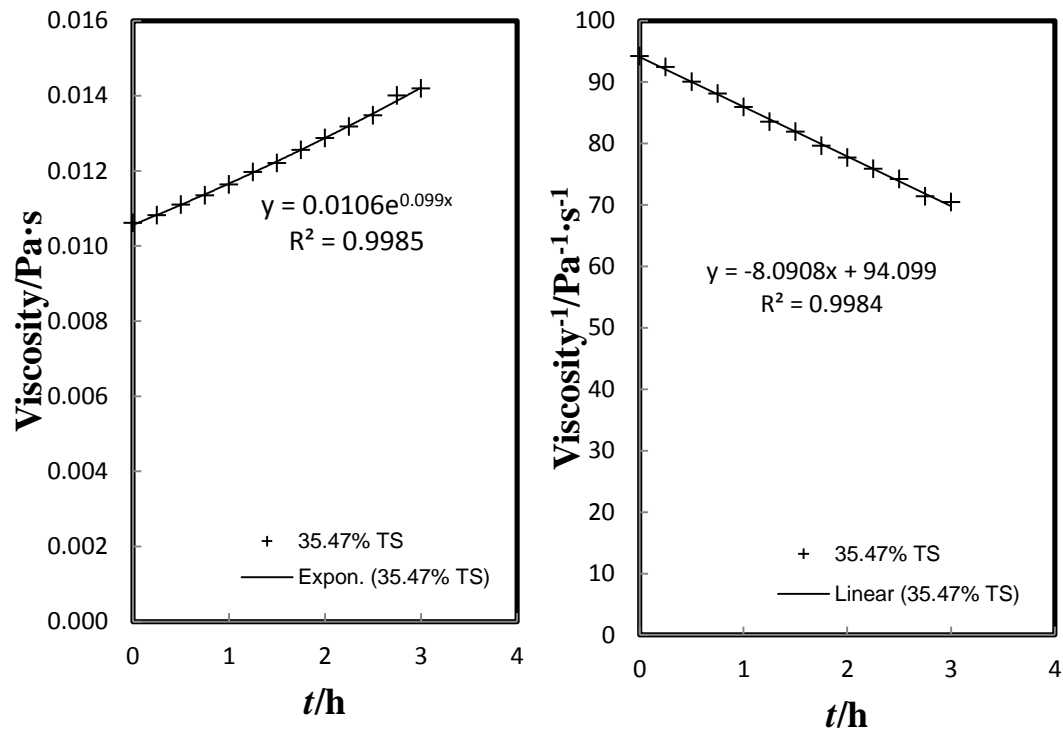 0.016
0.014
0.012
0.010
0.008
0.006
0.004
0.002
0.000
Viscosity/Pa·s
y = 0.0106e^0.099x
R² = 0.9985
35.47% TS
Expon. (35.47% TS)
0 1 2 3 4
t/h
100
90
80
70
60
50
40
30
20
10
0
Viscosity⁻¹/Pa⁻¹·s⁻¹
y = -8.0908x + 94.099
R² = 0.9984
35.47% TS
Linear (35.47% TS)
0 1 2 3 4
t/h